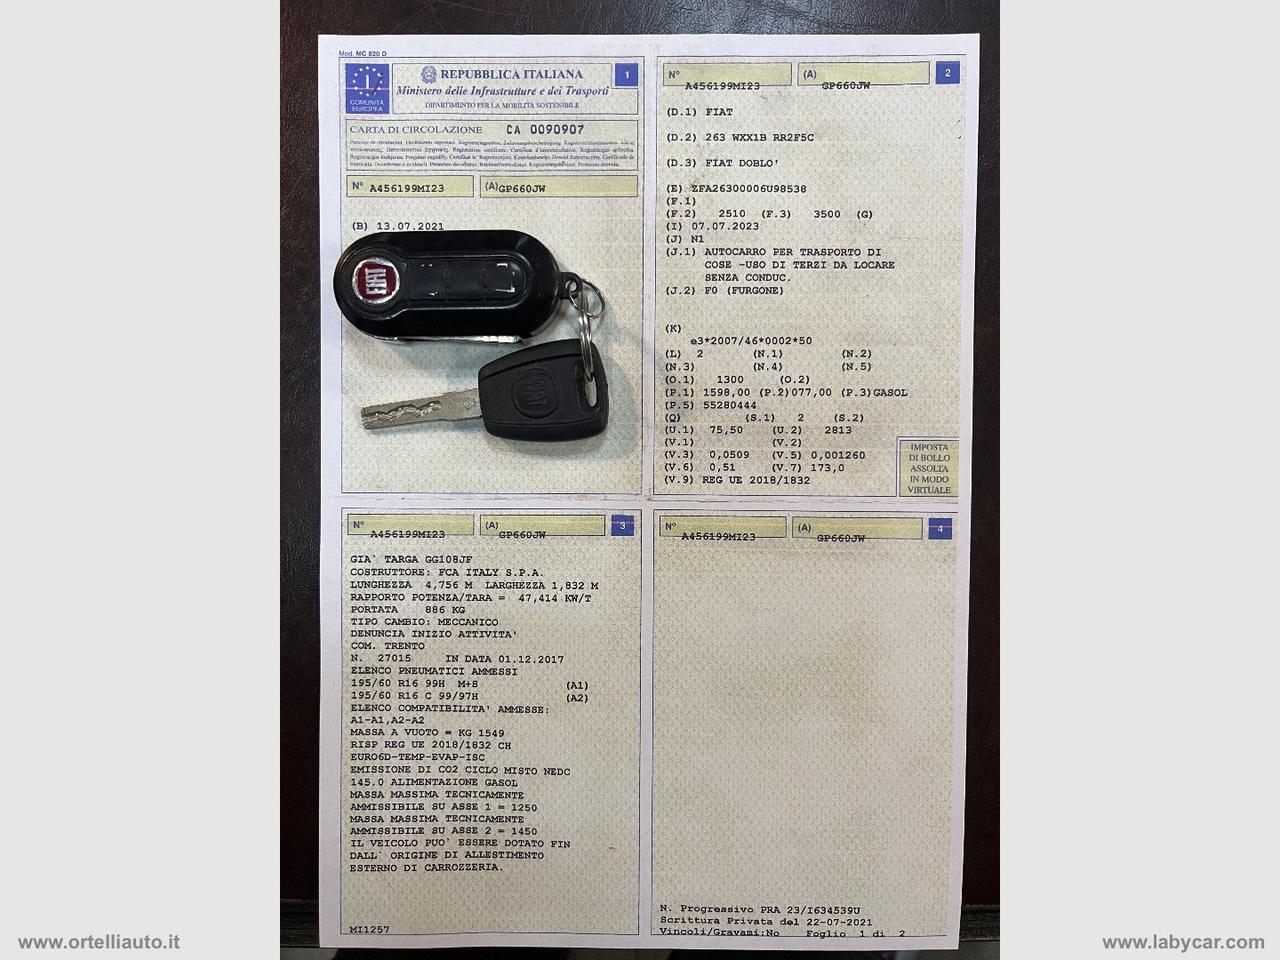 Mod. MC 820 D
COMUNITÀ
EUROPEA
REPUBBLICA ITALIANA
Ministero delle Infrastrutture e dei Trasporti
DIPARTIMENTO PER LA MOBILITÀ SOSTENIBILE
1
CARTA DI CIRCOLAZIONE CA 0090907
N° A456199MI23 (A) GP660JW
(B) 13.07.2021
FIAT
N° A456199MI23 (A) GP660JW 2
(D.1) FIAT
(D.2) 263 WXX1B RR2F5C
(D.3) FIAT DOBLO'
(E) ZFA26300006U98538
(F.1)
(F.2) 2510 (F.3) 3500 (G)
(I) 07.07.2023
(J) N1
(J.1) AUTOCARRO PER TRASPORTO DI
COSE -USO DI TERZI DA LOCARE
SENZA CONDUC.
(J.2) F0 (FURGONE)
(K)
e3*2007/46*0002*50
(L) 2 (N.1) (N.2)
(N.3) (N.4) (N.5)
(O.1) 1300 (O.2)
(P.1) 1598,00 (P.2)077,00 (P.3)GASOL
(P.5) 55280444
(Q) (S.1) 2 (S.2)
(U.1) 75,50 (U.2) 2813
(V.1) (V.2)
(V.3) 0,0509 (V.5) 0,001260
(V.6) 0,51 (V.7) 173,0
(V.9) REG UE 2018/1832
IMPOSTA
DI BOLLO
ASSOLTA
IN MODO
VIRTUALE
N° A456199MI23 (A) GP660JW 3
GIA` TARGA GG108JF
COSTRUTTORE: FCA ITALY S.P.A.
LUNGHEZZA 4,756 M LARGHEZZA 1,832 M
RAPPORTO POTENZA/TARA = 47,414 KW/T
PORTATA 886 KG
TIPO CAMBIO: MECCANICO
DENUNCIA INIZIO ATTIVITA'
COM. TRENTO
N. 27015 IN DATA 01.12.2017
ELENCO PNEUMATICI AMMESSI
195/60 R16 99H M+S (A1)
195/60 R16 C 99/97H (A2)
ELENCO COMPATIBILITA' AMMESSE:
A1-A1,A2-A2
MASSA A VUOTO = KG 1549
RISP REG UE 2018/1832 CH
EURO6D-TEMP-EVAP-ISC
EMISSIONE DI CO2 CICLO MISTO NEDC
145.0 ALIMENTAZIONE GASOL
MASSA MASSIMA TECNICAMENTE
AMMISSIBILE SU ASSE 1 = 1250
MASSA MASSIMA TECNICAMENTE
AMMISSIBILE SU ASSE 2 = 1450
IL VEICOLO PUO` ESSERE DOTATO FIN
DALL` ORIGINE DI ALLESTIMENTO
ESTERNO DI CARROZZERIA.
MI1257
N° A456199MI23 (A) GP660JW 4
N. Progressivo PRA 23/I634539U
Scrittura Privata del 22-07-2021
Vincoli/Gravami:No Foglio 1 di 2
www.ortelliauto.it
www.labycar.com